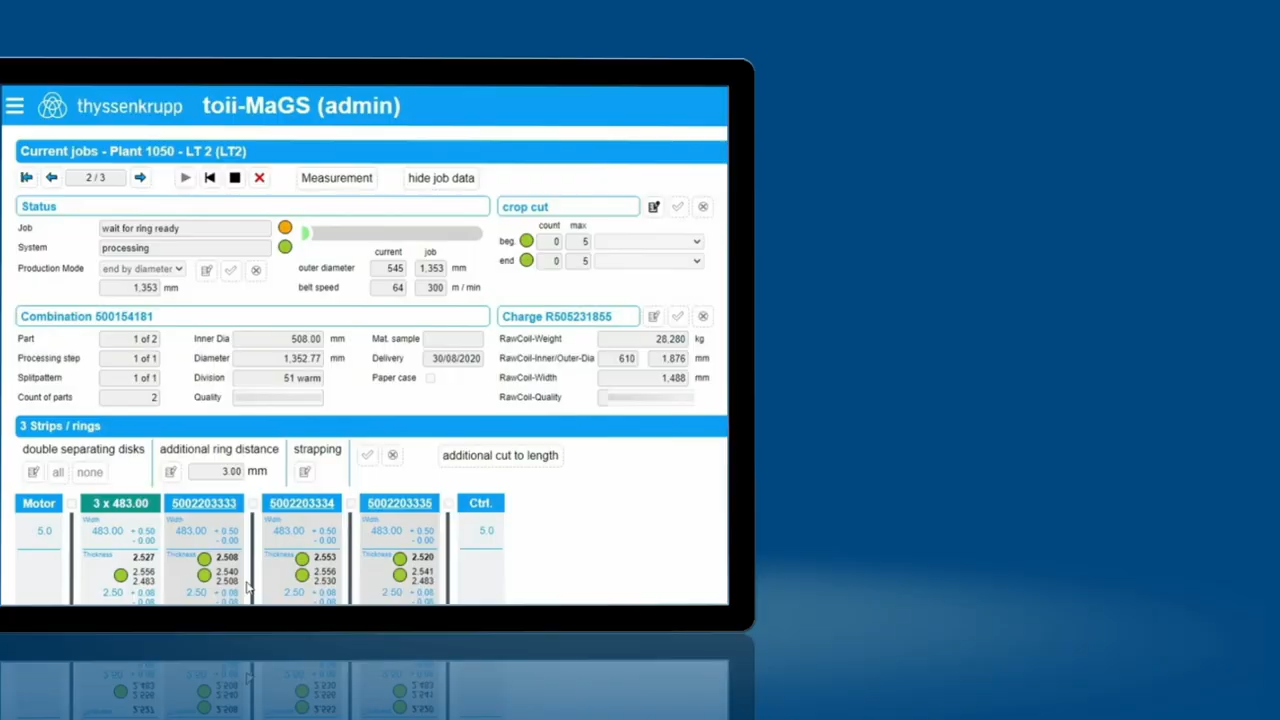 thyssenkrupp toii-MaGS (admin)
Current jobs - Plant 1050 - LT 2 (LT2)
2 / 3 Measurement hide job data
Status crop cut
count max
Job wait for ring ready
beg. 0 5
System processing
current job
end 0 5
Production Mode end by diameter outer diameter 545 1,353 mm
1,353 mm belt speed 64 300 m / min
Combination 500154181 Charge R505231855
Part 1 of 2 Inner Dia 508.00 mm Mat. sample RawCoil-Weight 28,280 kg
Processing step 1 of 1 Diameter 1,352.77 mm Delivery 30/08/2020 RawCoil-Inner/Outer-Dia 610 1,876 mm
Splitpattern 1 of 1 Division 51 warm Paper case RawCoil-Width 1,488 mm
Count of parts 2 Quality RawCoil-Quality
3 Strips / rings
double separating disks additional ring distance strapping additional cut to length
all none 3.00 mm
Motor 3 x 483.00 5002203333 5002203334 5002203335 Ctrl.
Width Width Width Width
5.0 483.00 + 0.50 483.00 + 0.50 483.00 + 0.50 483.00 + 0.50 5.0
- 0.00 - 0.00 - 0.00 - 0.00
Thickness 2.527 Thickness 2.508 Thickness 2.553 Thickness 2.520
2.556 2.540 2.556 2.541
2.483 2.508 2.530 2.483
2.50 + 0.08 2.50 + 0.08 2.50 + 0.08 2.50 + 0.08
- 0.08 - 0.08 - 0.08 - 0.08